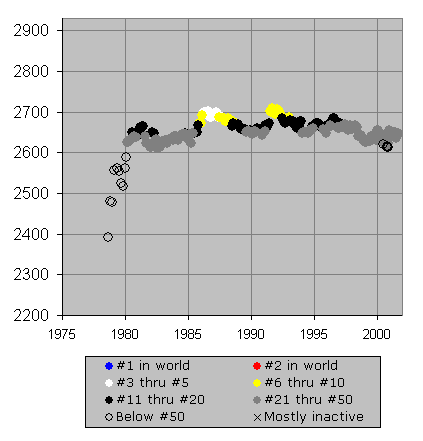 2900
2800
2700
2600
2500
2400
2300
2200
1975 1980 1985 1990 1995 2000
#1 in world #2 in world
#3 thru #5 #6 thru #10
#11 thru #20 #21 thru #50
Below #50 Mostly inactive